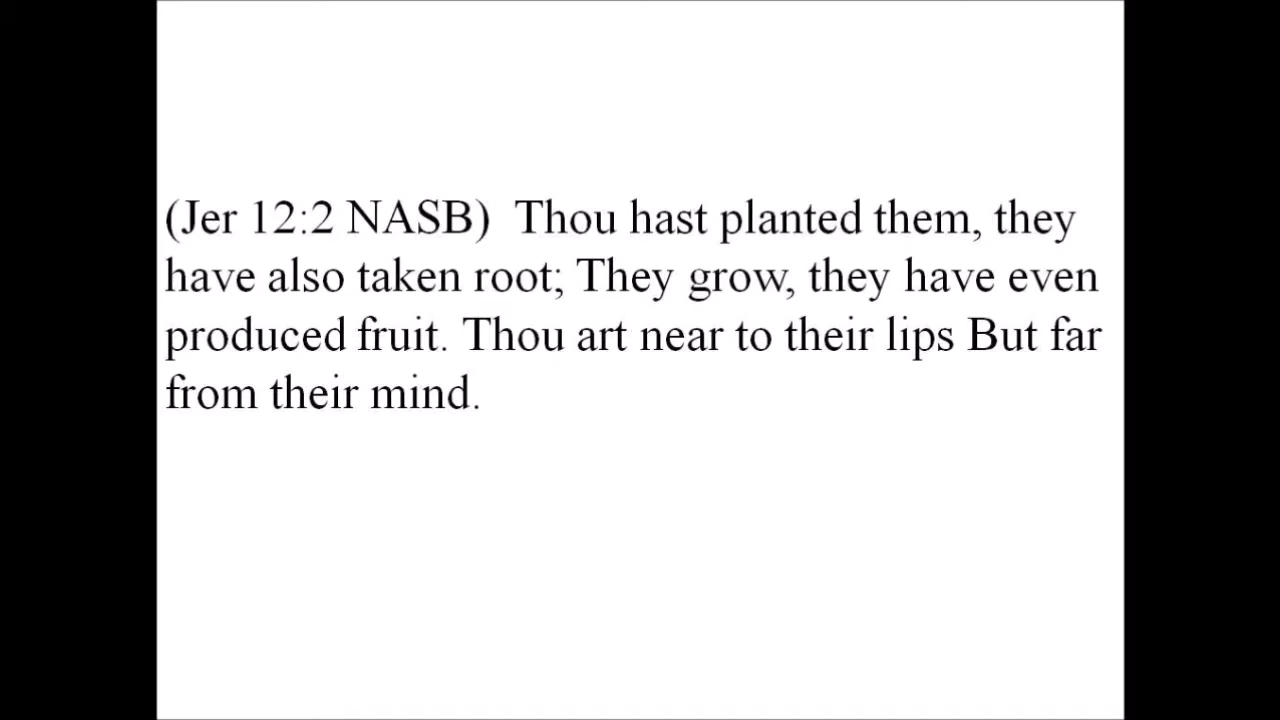 (Jer 12:2 NASB)  Thou hast planted them, they
have also taken root; They grow, they have even
produced fruit. Thou art near to their lips But far
from their mind.